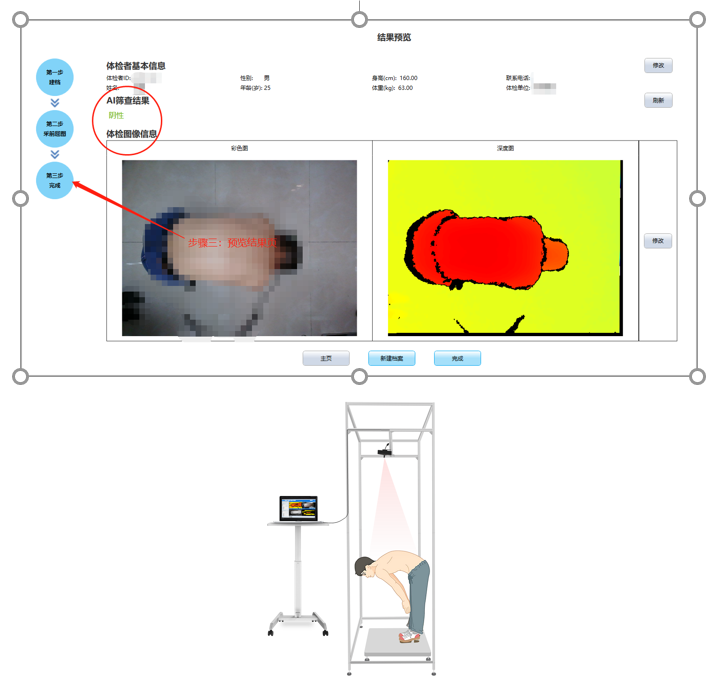 结果预览
体检者基本信息
修改
体检者ID:
性别: 男
身高(cm): 160.00
联系电话:
姓名:
年龄(岁): 25
体重(kg): 63.00
体检单位:
AI筛查结果
刷新
阴性
体检图像信息
第一步
建档
第二步
采前屈图
第三步
完成
彩色图
深度图
步骤三：预览结果
修改
主页
新建档案
完成